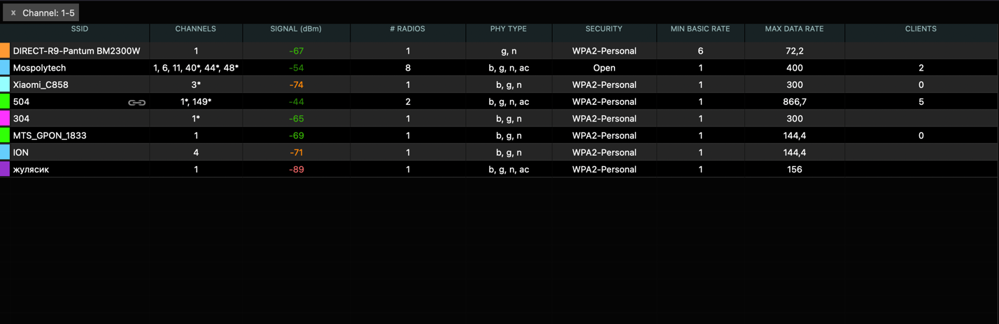 x Channel: 1-5
SSID CHANNELS SIGNAL (dBm) # RADIOS PHY TYPE SECURITY MIN BASIC RATE MAX DATA RATE CLIENTS
DIRECT-R9-Pantum BM2300W 1 -67 1 g, n WPA2-Personal 6 72,2
Mospolytech 1, 6, 11, 40*, 44*, 48* -54 8 b, g, n, ac Open 1 400 2
Xiaomi_C858 3* -74 1 b, g, n WPA2-Personal 1 300 0
504 1*, 149* -44 2 b, g, n, ac WPA2-Personal 1 866,7 5
304 1* -65 1 b, g, n WPA2-Personal 1 300
MTS_GPON_1833 1 -69 1 b, g, n WPA2-Personal 1 144,4 0
ION 4 -71 1 b, g, n WPA2-Personal 1 144,4
жулясик 1 -89 1 b, g, n, ac WPA2-Personal 1 156